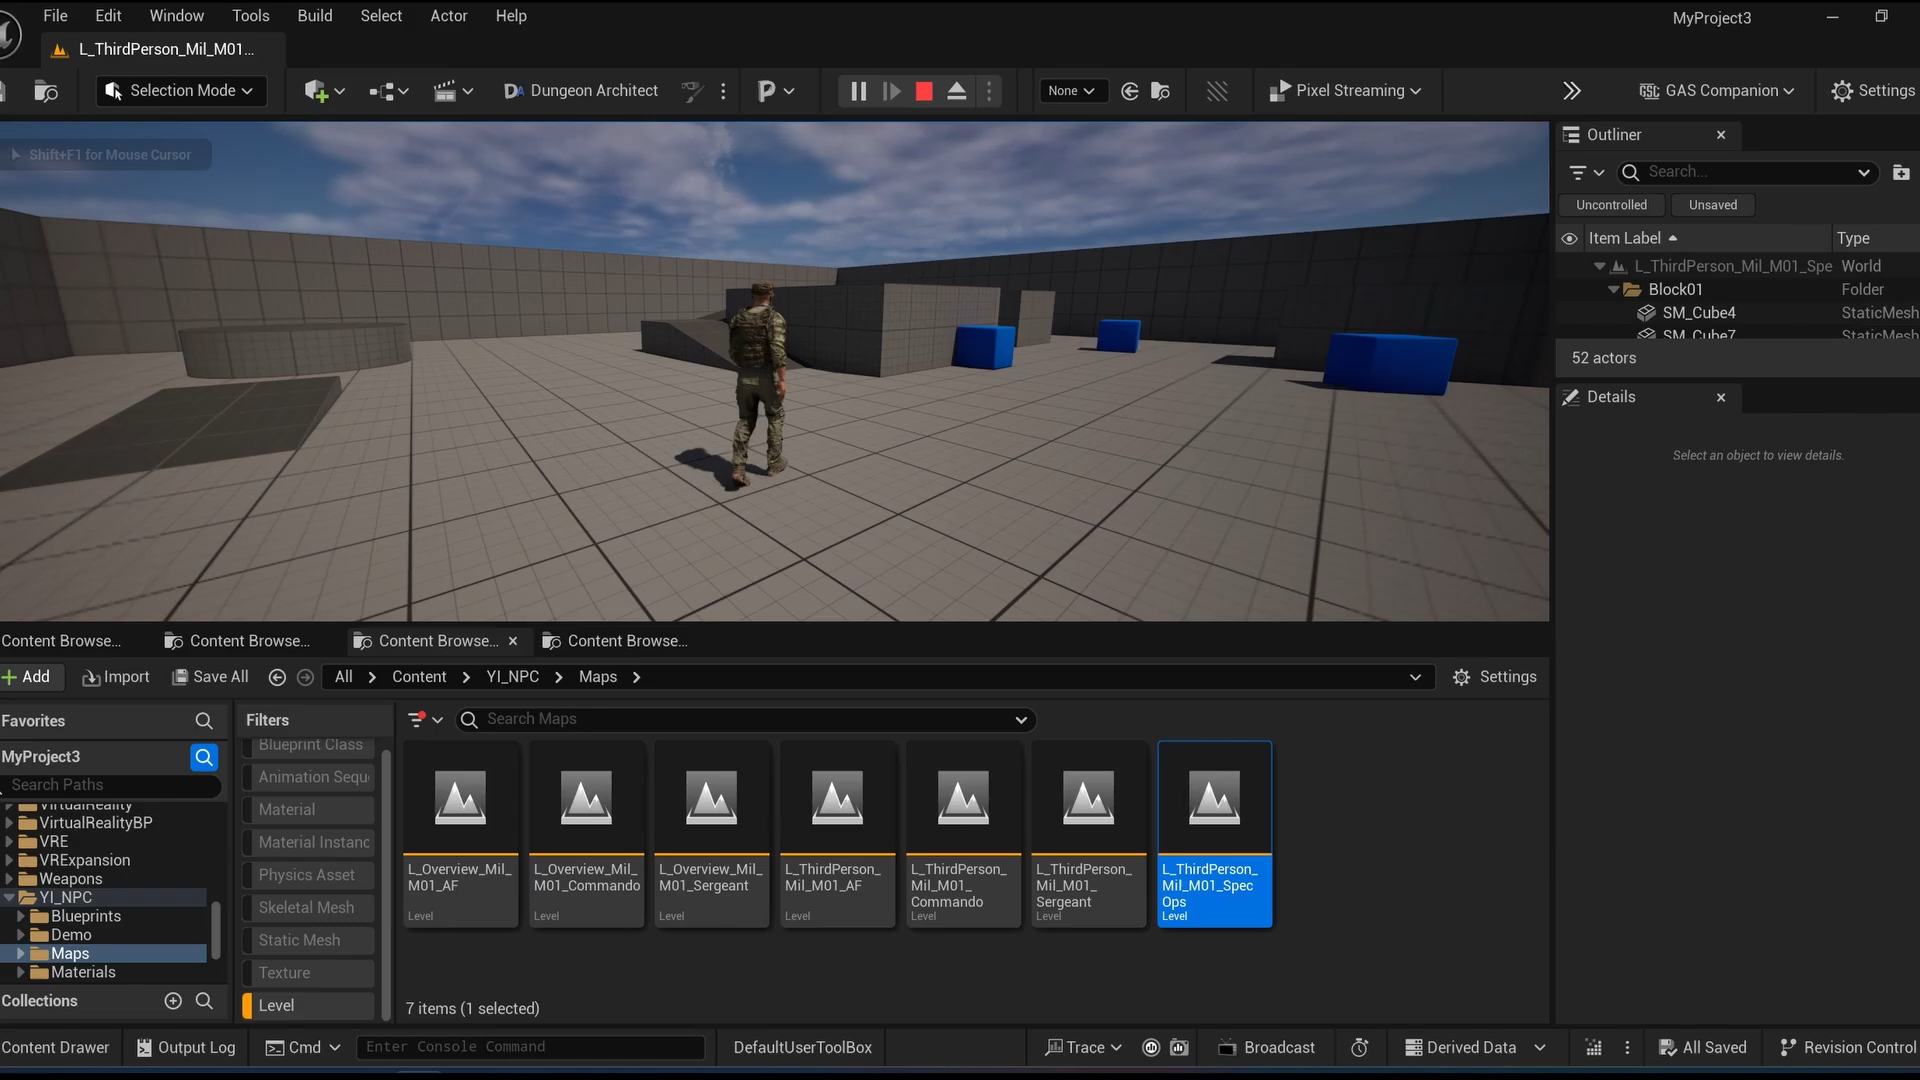 File Edit Window Tools Build Select Actor Help
MyProject3
L_ThirdPerson_Mil_M01...
Selection Mode
Dungeon Architect
None
Pixel Streaming
GAS Companion
Settings
Shift+F1 for Mouse Cursor
Outliner
Search...
Uncontrolled Unsaved
Item Label Type
L_ThirdPerson_Mil_M01_Spe World
Block01 Folder
SM_Cube4 StaticMesh
SM_Cube7 StaticMesh
52 actors
Details
Select an object to view details.
Content Browse... Content Browse... Content Browse... Content Browse...
Add Import Save All All Content YI_NPC Maps Settings
Favorites
MyProject3
Search Paths
VirtualReality
VirtualRealityBP
VRE
VRExpansion
Weapons
YI_NPC
Blueprints
Demo
Maps
Materials
Collections
Filters
Blueprint Class
Animation Sequ
Material
Material Instanc
Physics Asset
Skeletal Mesh
Static Mesh
Texture
Level
Search Maps
L_Overview_Mil_
M01_AF
Level
L_Overview_Mil_
M01_Commando
Level
L_Overview_Mil_
M01_Sergeant
Level
L_ThirdPerson_
Mil_M01_AF
Level
L_ThirdPerson_
Mil_M01_
Commando
Level
L_ThirdPerson_
Mil_M01_
Sergeant
Level
L_ThirdPerson_
Mil_M01_Spec
Ops
Level
7 items (1 selected)
Content Drawer Output Log Cmd Enter Console Command DefaultUserToolBox Trace Broadcast Derived Data All Saved Revision Control